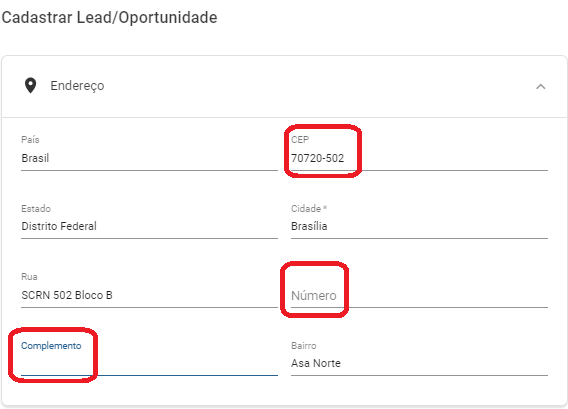 Cadastrar Lead/Oportunidade
Endereço
País
CEP
Brasil
70720-502
Estado
Cidade *
Distrito Federal
Brasília
Rua
SCRN 502 Bloco B
Número
Complemento
Bairro
Asa Norte